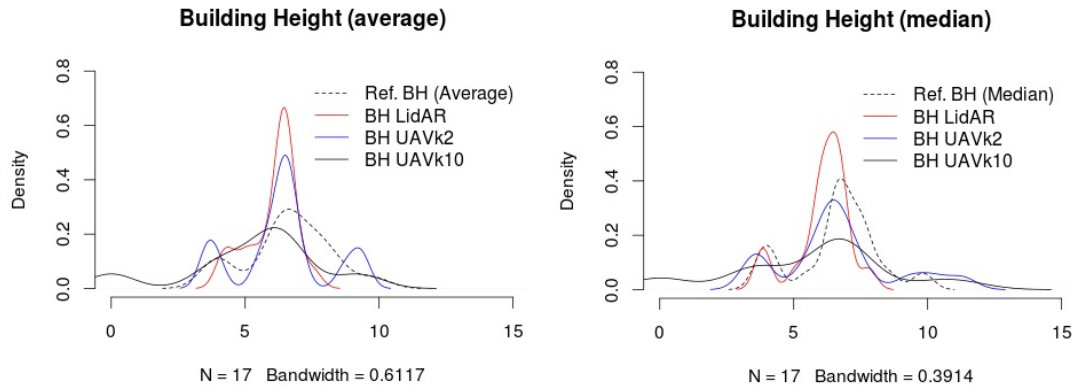 Building Height (average)
Density
0.8
0.6
0.4
0.2
0.0
Ref. BH (Average)
BH LidAR
BH UAVk2
BH UAVk10
0 5 10 15
N = 17 Bandwidth = 0.6117
Building Height (median)
Density
0.8
0.6
0.4
0.2
0.0
Ref. BH (Median)
BH LidAR
BH UAVk2
BH UAVk10
0 5 10 15
N = 17 Bandwidth = 0.3914